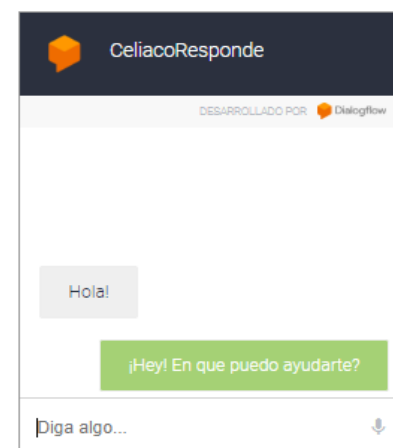 CeliacoResponde
DESARROLLADO POR Dialogflow
Hola!
¡Hey! En que puedo ayudarte?
Diga algo...